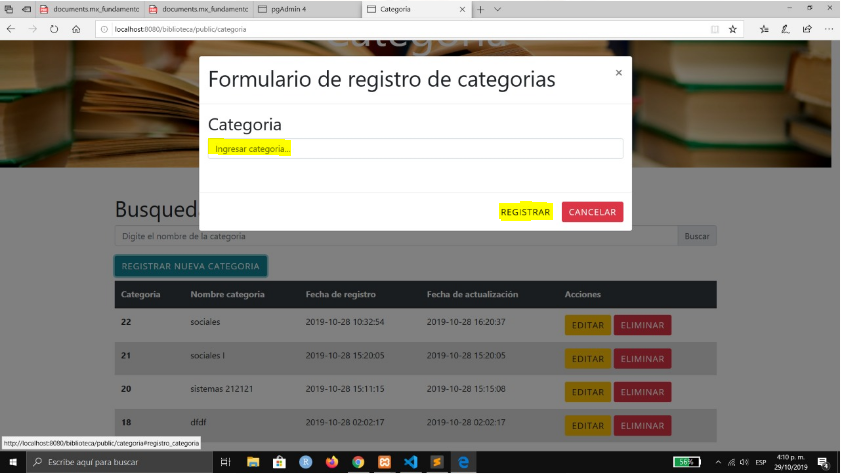 documents.mx_fundamento
documents.mx_fundamento
pgAdmin 4
Categoria
localhost:8080/biblioteca/public/categoria
Formulario de registro de categorias
×
Categoria
Ingresar categoria...
REGISTRAR
CANCELAR
Digite el nombre de la categoria
Buscar
REGISTRAR NUEVA CATEGORIA
Categoria Nombre categoria Fecha de registro Fecha de actualización Acciones
22 sociales 2019-10-28 10:32:54 2019-10-28 16:20:37 EDITAR ELIMINAR
21 sociales I 2019-10-28 15:20:05 2019-10-28 15:20:05 EDITAR ELIMINAR
20 sistemas 212121 2019-10-28 15:11:15 2019-10-28 15:15:08 EDITAR ELIMINAR
18 dfdf 2019-10-28 02:02:17 2019-10-28 02:02:17 EDITAR ELIMINAR
http://localhost:8080/biblioteca/public/categoria#registro_categoria
Escribe aquí para buscar
56%
ESP
4:10 p. m.
29/10/2019